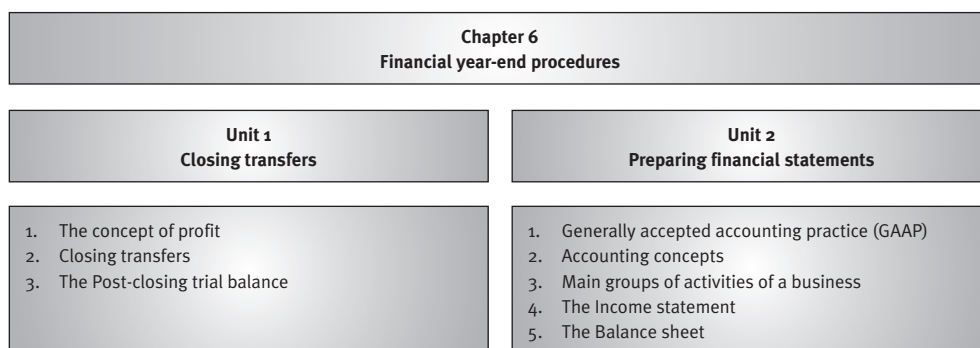 Chapter 6
Financial year-end procedures
Unit 1
Closing transfers
1. The concept of profit
2. Closing transfers
3. The Post-closing trial balance
Unit 2
Preparing financial statements
1. Generally accepted accounting practice (GAAP)
2. Accounting concepts
3. Main groups of activities of a business
4. The Income statement
5. The Balance sheet